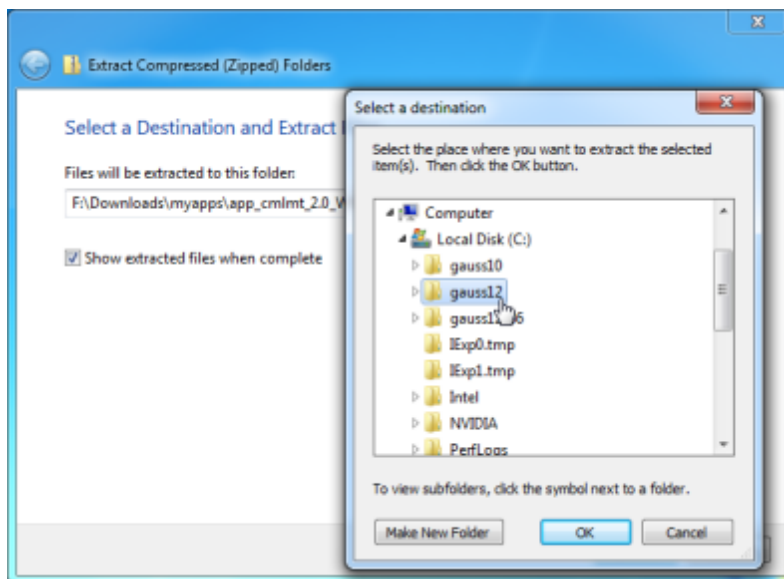 Extract Compressed (Zipped) Folders
Select a Destination and Extract
Files will be extracted to this folder:
F:\Downloads\myapps\app_cmlmt_2.0_W
Show extracted files when complete
Select a destination
Select the place where you want to extract the selected
item(s). Then click the OK button.
Computer
Local Disk (C:)
gauss10
gauss12
IExp0.tmp
IExp1.tmp
Intel
NVIDIA
PerfLogs
To view subfolders, click the symbol next to a folder.
Make New Folder
OK
Cancel